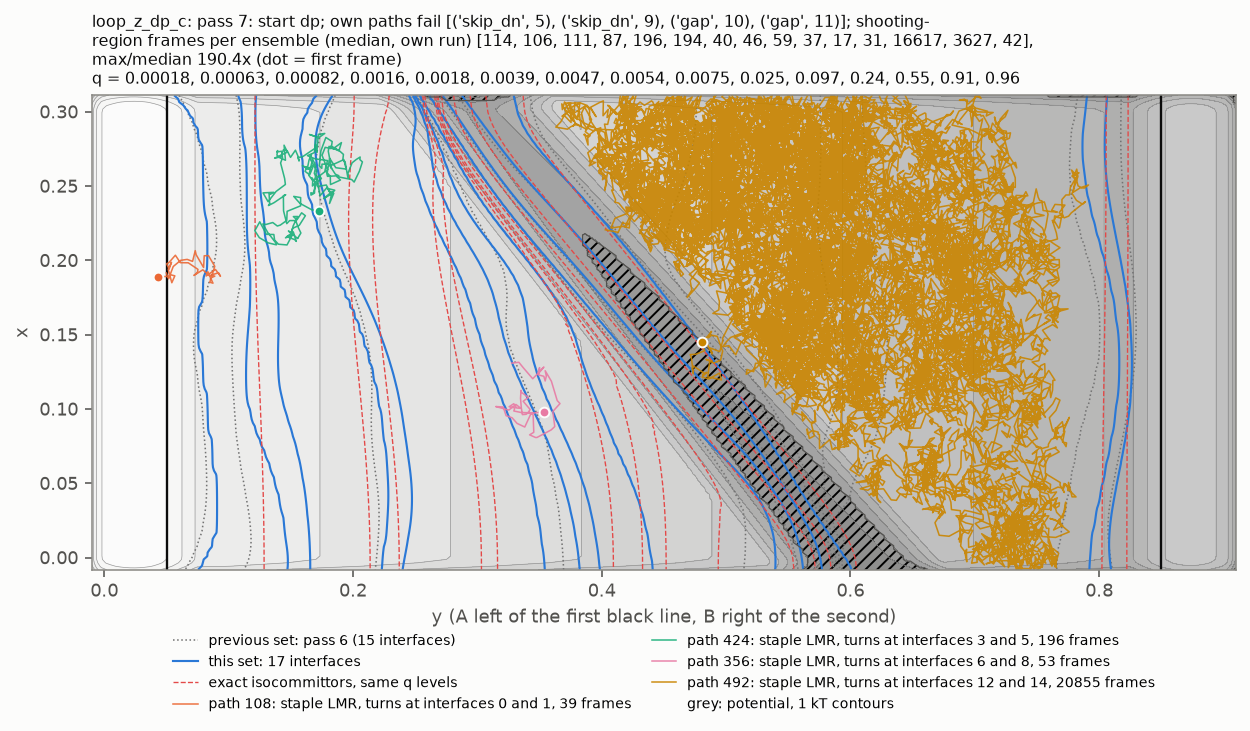 loop_z_dp_c: pass 7: start dp; own paths fail [('skip_dn', 5), ('skip_dn', 9), ('gap', 10), ('gap', 11)]; shooting-
region frames per ensemble (median, own run) [114, 106, 111, 87, 196, 194, 40, 46, 59, 37, 17, 31, 16617, 3627, 42],
max/median 190.4x (dot = first frame)
q = 0.00018, 0.00063, 0.00082, 0.0016, 0.0018, 0.0039, 0.0047, 0.0054, 0.0075, 0.025, 0.097, 0.24, 0.55, 0.91, 0.96
0.30
0.25
0.20
0.15
0.10
0.05
0.00
x
0.0
0.2
0.4
0.6
0.8
y (A left of the first black line, B right of the second)
previous set: pass 6 (15 interfaces)
this set: 17 interfaces
exact isocommittors, same q levels
path 108: staple LMR, turns at interfaces 0 and 1, 39 frames
path 424: staple LMR, turns at interfaces 3 and 5, 196 frames
path 356: staple LMR, turns at interfaces 6 and 8, 53 frames
path 492: staple LMR, turns at interfaces 12 and 14, 20855 frames
grey: potential, 1 kT contours